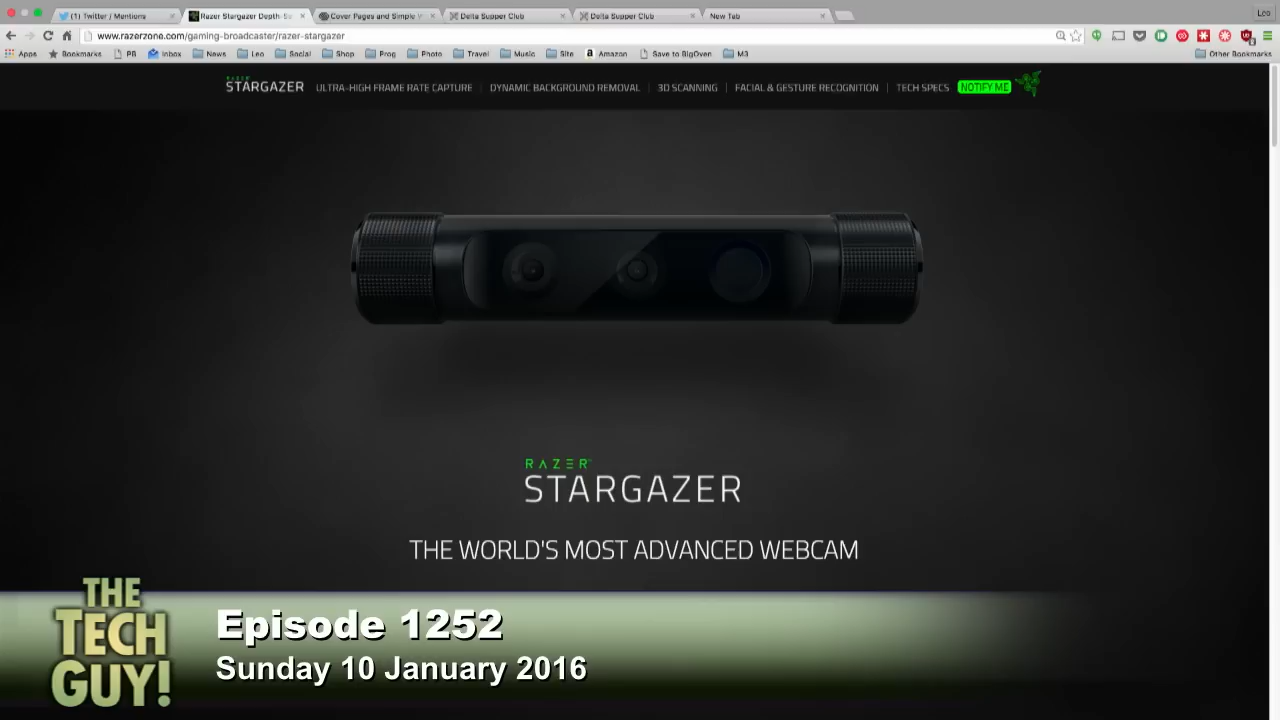 (1) Twitter / Mentions
Razer Stargazer Depth-Se
Cover Pages and Simple
Delta Supper Club
Delta Supper Club
New Tab
Leo
www.razerzone.com/gaming-broadcaster/razer-stargazer
Apps Bookmarks PB Inbox News Leo Social Shop Prog Photo Travel Music Site Amazon Save to BigOven M3 Other Bookmarks
RAZER
STARGAZER ULTRA-HIGH FRAME RATE CAPTURE | DYNAMIC BACKGROUND REMOVAL | 3D SCANNING | FACIAL & GESTURE RECOGNITION | TECH SPECS NOTIFY ME
RAZER™
STARGAZER
THE WORLD'S MOST ADVANCED WEBCAM
THE
TECH
GUY!
Episode 1252
Sunday 10 January 2016